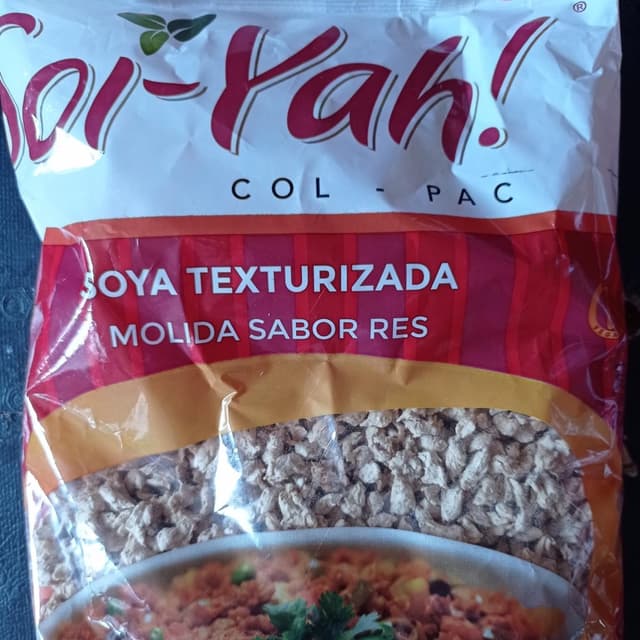 Soi-Yah!
®
COL - PAC
SOYA TEXTURIZADA
MOLIDA SABOR RES